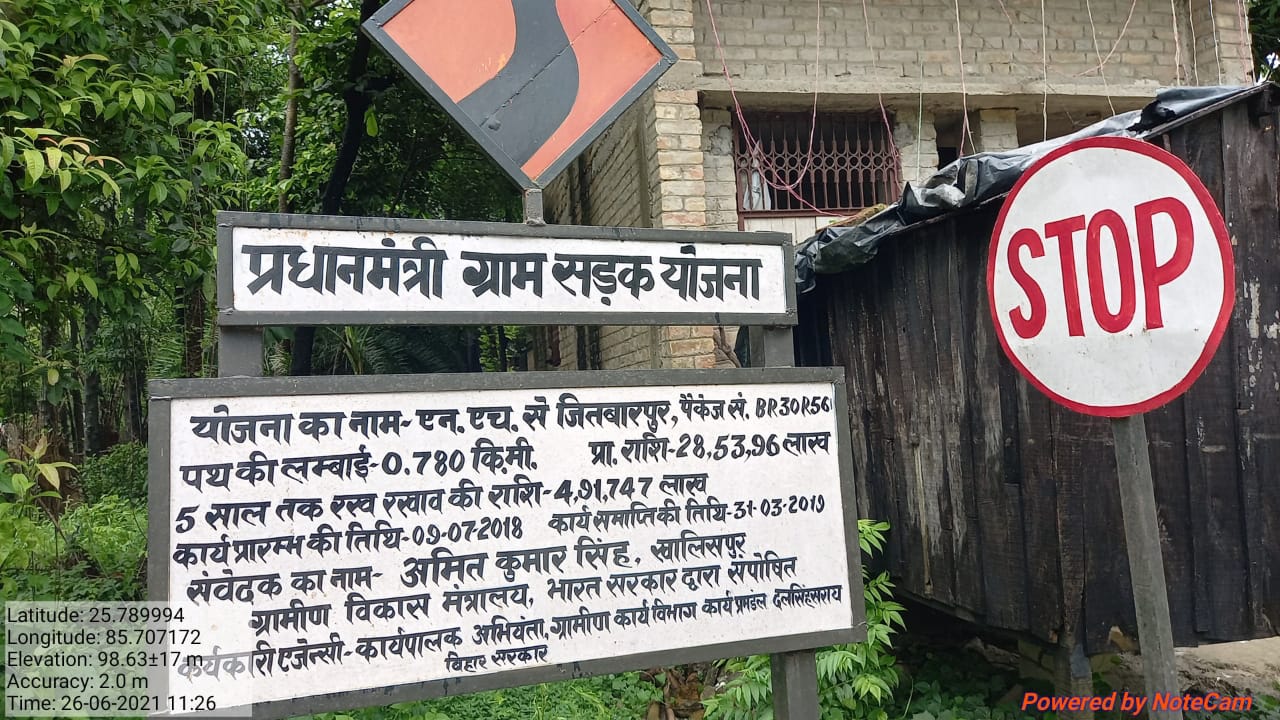 प्रधानमंत्री ग्राम सड़क योजना
STOP
योजना का नाम- एन. एच. से जितबारपुर, पैकेज सं. BR30R561
पथ की लम्बाई-0.780 कि.मी. प्रा. राशि-28,53,96 लाख
5 साल तक रख रखाव की राशि-4,91,747 लाख
कार्य प्रारम्भ की तिथि-09-07-2018 कार्य समाप्ति की तिथि-31-03-2019
संवेदक का नाम- अमित कुमार सिंह, खालिसपुर
ग्रामीण विकास मंत्रालय, भारत सरकार द्वारा संपोषित
कार्यकारी एजेन्सी-कार्यपालक अभियंता, ग्रामीण कार्य विभाग कार्य प्रमंडल दलसिंहसराय
बिहार सरकार
Latitude: 25.789994
Longitude: 85.707172
Elevation: 98.63±17 m
Accuracy: 2.0 m
Time: 26-06-2021 11:26
Powered by NoteCam